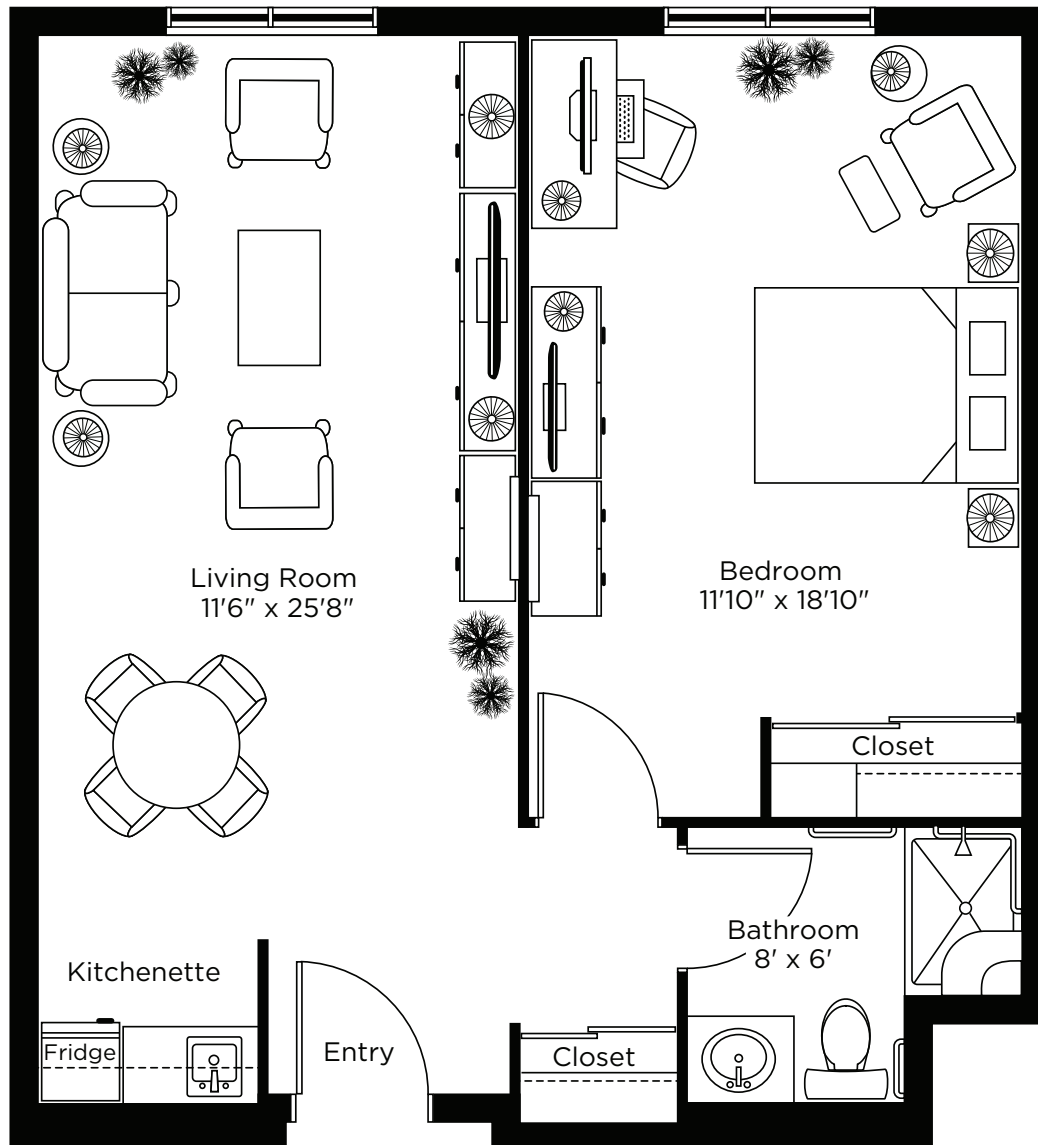 Living Room
11'6" x 25'8"
Bedroom
11'10" x 18'10"
Closet
Bathroom
8' x 6'
Kitchenette
Fridge
Entry
Closet